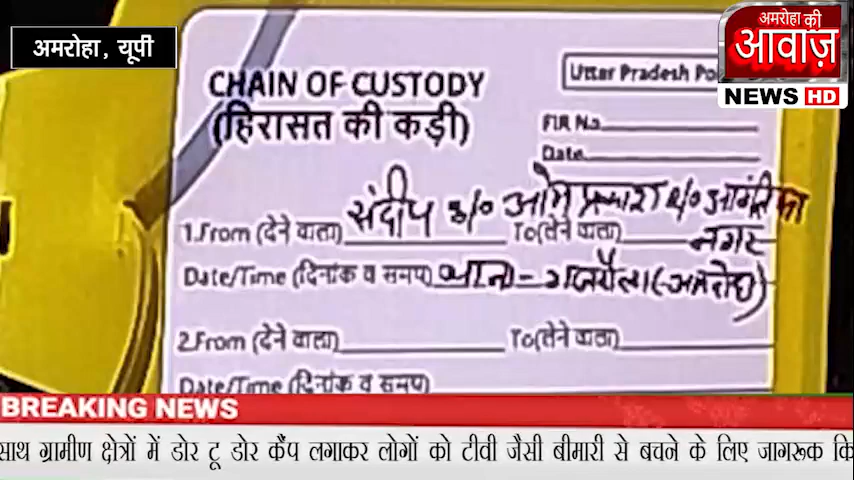 अमरोहा, यूपी
अमरोहा की
आवाज़
NEWS HD
CHAIN OF CUSTODY
(हिरासत की कड़ी)
Uttar Pradesh Po
FIR No.
Date
संदीप s/o ओम प्रकाश r/o
1.From (देने वाला) To(लेने वाला) नगर
Date/Time (दिनांक व समय) थाना - गजरौला (अमरोहा)
2.From (देने वाला) To(लेने वाला)
Date/Time (दिनांक व समय)
BREAKING NEWS
साथ ग्रामीण क्षेत्रों में डोर टू डोर कैंप लगाकर लोगों को टीवी जैसी बीमारी से बचने के लिए जागरूक कि